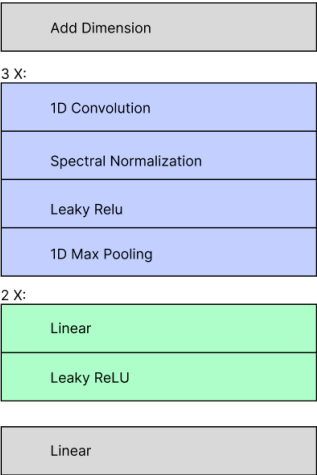 Add Dimension
3 X:
1D Convolution
Spectral Normalization
Leaky Relu
1D Max Pooling
2 X:
Linear
Leaky ReLU
Linear